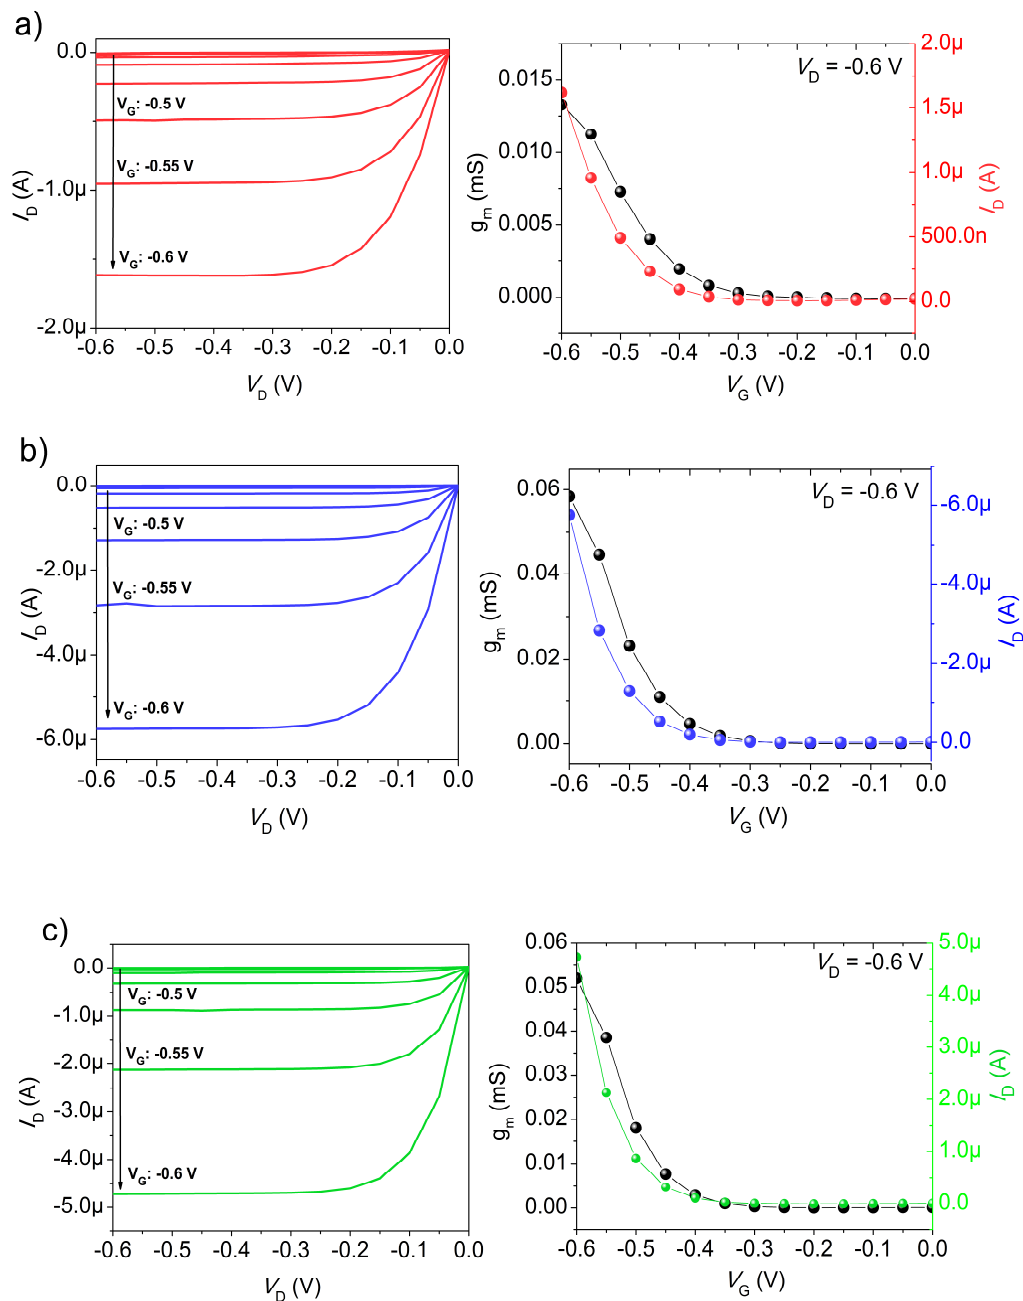 a)
0.0
-1.0µ
-2.0µ
I_D (A)
V_G: -0.5 V
V_G: -0.55 V
V_G: -0.6 V
-0.6 -0.5 -0.4 -0.3 -0.2 -0.1 0.0
V_D (V)
V_D = -0.6 V
0.015
0.010
0.005
0.000
g_m (mS)
2.0µ
1.5µ
1.0µ
500.0n
0.0
I_D (A)
-0.6 -0.5 -0.4 -0.3 -0.2 -0.1 0.0
V_G (V)
b)
0.0
-2.0µ
-4.0µ
-6.0µ
I_D (A)
V_G: -0.5 V
V_G: -0.55 V
V_G: -0.6 V
-0.6 -0.5 -0.4 -0.3 -0.2 -0.1 0.0
V_D (V)
V_D = -0.6 V
0.06
0.04
0.02
0.00
g_m (mS)
-6.0µ
-4.0µ
-2.0µ
0.0
I_D (A)
-0.6 -0.5 -0.4 -0.3 -0.2 -0.1 0.0
V_G (V)
c)
0.0
-1.0µ
-2.0µ
-3.0µ
-4.0µ
-5.0µ
I_D (A)
V_G: -0.5 V
V_G: -0.55 V
V_G: -0.6 V
-0.6 -0.5 -0.4 -0.3 -0.2 -0.1 0.0
V_D (V)
V_D = -0.6 V
0.06
0.05
0.04
0.03
0.02
0.01
0.00
g_m (mS)
5.0µ
4.0µ
3.0µ
2.0µ
1.0µ
0.0
I_D (A)
-0.6 -0.5 -0.4 -0.3 -0.2 -0.1 0.0
V_G (V)